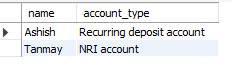 name account_type
Ashish Recurring deposit account
Tanmay NRI account